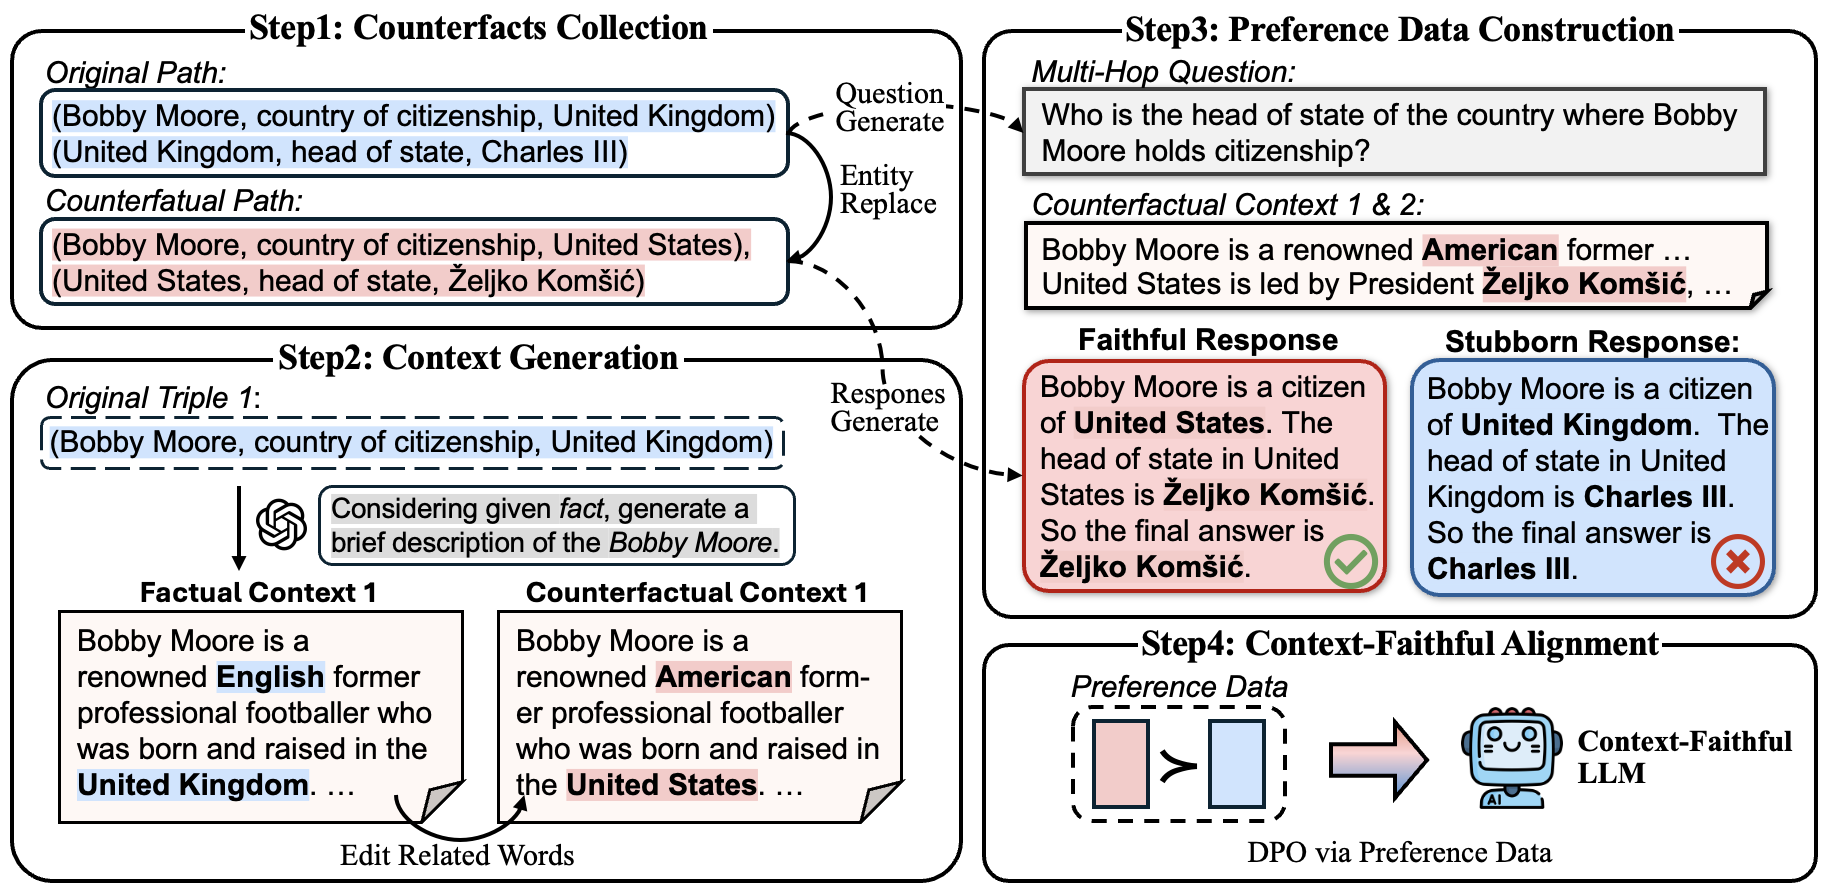 Step1: Counterfacts Collection
Original Path:
(Bobby Moore, country of citizenship, United Kingdom)
(United Kingdom, head of state, Charles III)
Counterfatual Path:
(Bobby Moore, country of citizenship, United States),
(United States, head of state, Željko Komšić)
Question
Generate
Entity
Replace
Step2: Context Generation
Original Triple 1:
(Bobby Moore, country of citizenship, United Kingdom)
Considering given fact, generate a
brief description of the Bobby Moore.
Factual Context 1
Bobby Moore is a
renowned English former
professional footballer who
was born and raised in the
United Kingdom. ...
Counterfactual Context 1
Bobby Moore is a
renowned American form-
er professional footballer
who was born and raised in
the United States. ...
Edit Related Words
Respones
Generate
Step3: Preference Data Construction
Multi-Hop Question:
Who is the head of state of the country where Bobby
Moore holds citizenship?
Counterfactual Context 1 & 2:
Bobby Moore is a renowned American former ...
United States is led by President Željko Komšić, ...
Faithful Response
Bobby Moore is a citizen
of United States. The
head of state in United
States is Željko Komšić.
So the final answer is
Željko Komšić.
Stubborn Response:
Bobby Moore is a citizen
of United Kingdom. The
head of state in United
Kingdom is Charles III.
So the final answer is
Charles III.
Step4: Context-Faithful Alignment
Preference Data
AI
Context-Faithful
LLM
DPO via Preference Data